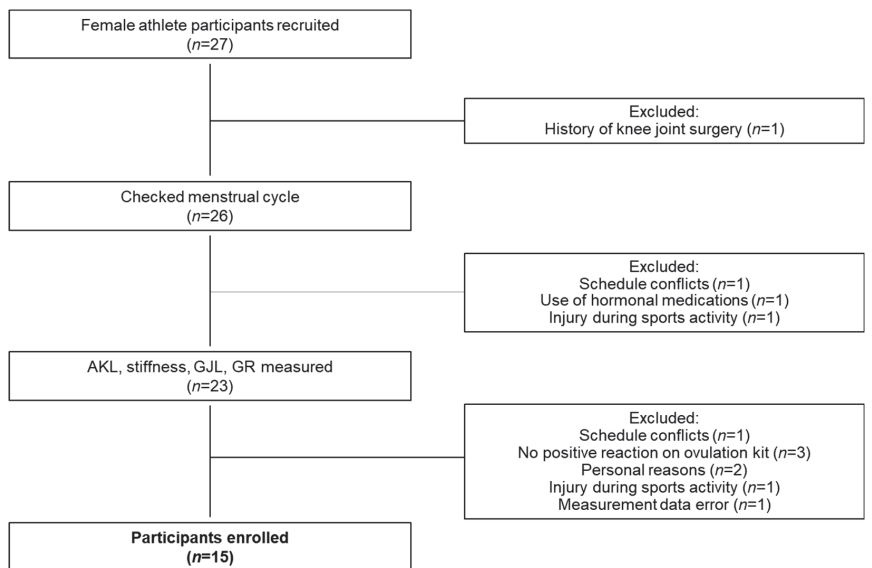 Female athlete participants recruited
(n=27)
Excluded:
History of knee joint surgery (n=1)
Checked menstrual cycle
(n=26)
Excluded:
Schedule conflicts (n=1)
Use of hormonal medications (n=1)
Injury during sports activity (n=1)
AKL, stiffness, GJL, GR measured
(n=23)
Excluded:
Schedule conflicts (n=1)
No positive reaction on ovulation kit (n=3)
Personal reasons (n=2)
Injury during sports activity (n=1)
Measurement data error (n=1)
Participants enrolled
(n=15)